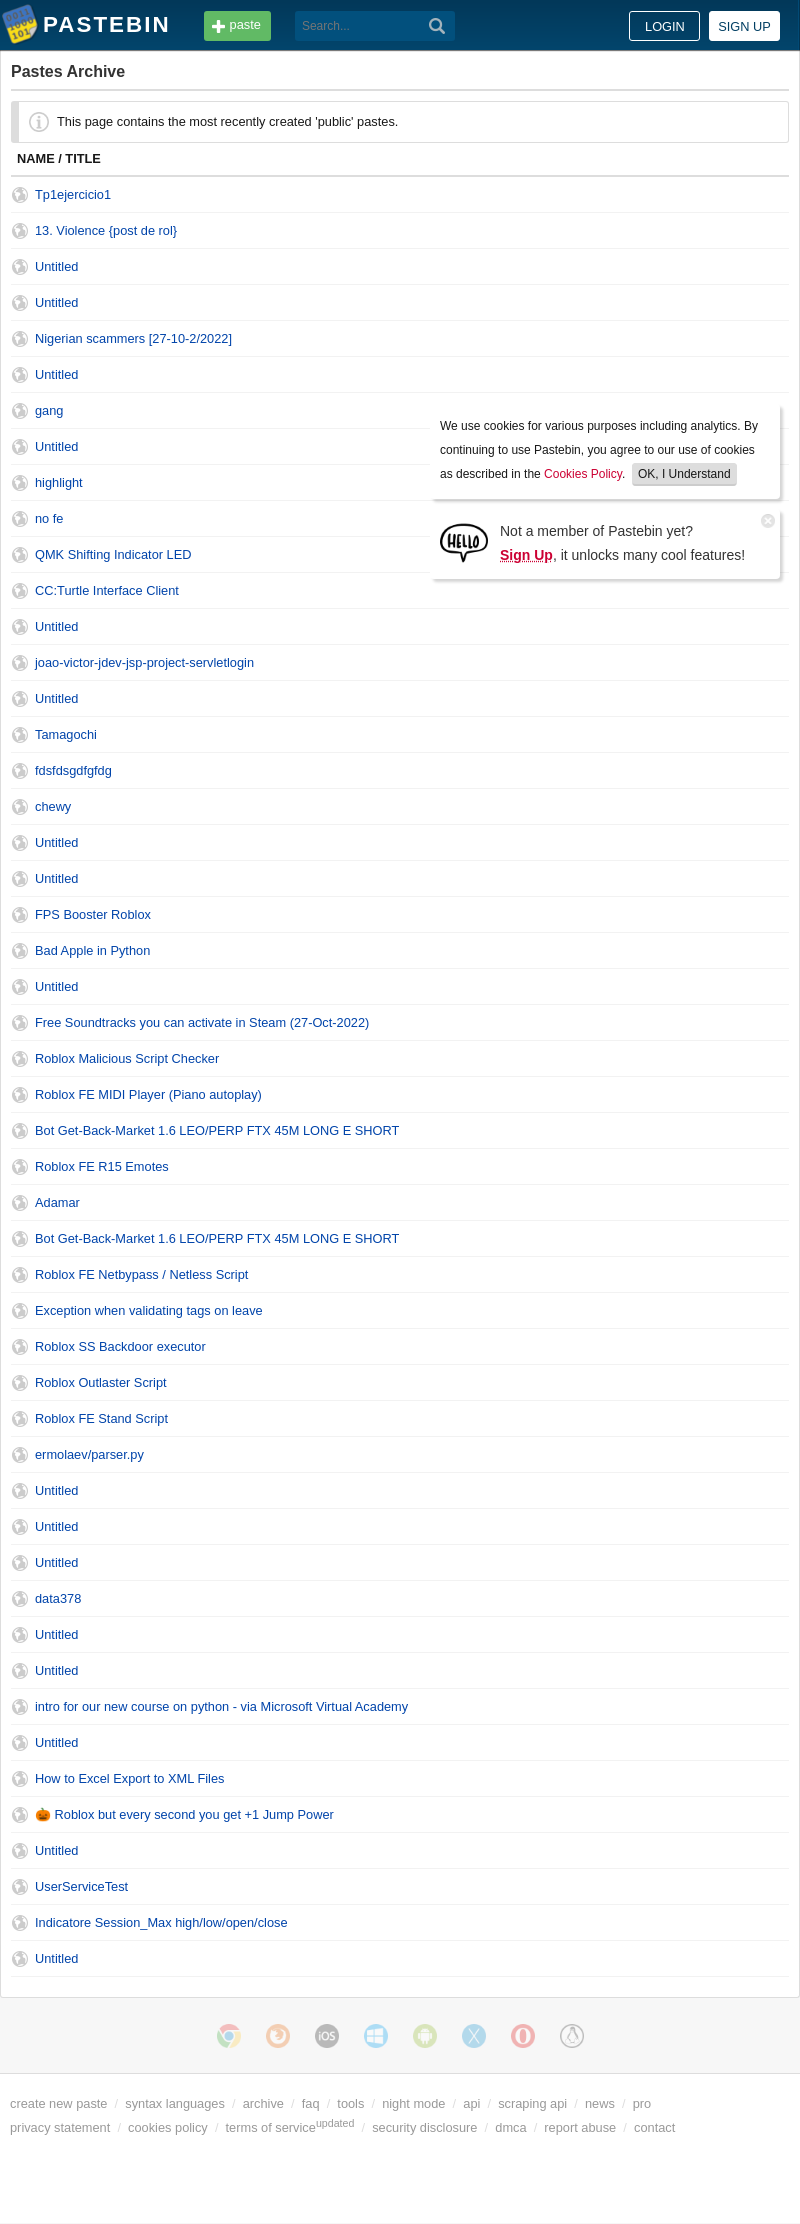 PASTEBIN
paste
Search...
LOGIN
SIGN UP
Pastes Archive
This page contains the most recently created 'public' pastes.
NAME / TITLE
Tp1ejercicio1
13. Violence {post de rol}
Untitled
Untitled
Nigerian scammers [27-10-2/2022]
Untitled
gang
Untitled
highlight
no fe
QMK Shifting Indicator LED
CC:Turtle Interface Client
We use cookies for various purposes including analytics. By
continuing to use Pastebin, you agree to our use of cookies
as described in the Cookies Policy. OK, I Understand
HELLO
Not a member of Pastebin yet?
Sign Up, it unlocks many cool features!
Untitled
joao-victor-jdev-jsp-project-servletlogin
Untitled
Tamagochi
fdsfdsgdfgfdg
chewy
Untitled
Untitled
FPS Booster Roblox
Bad Apple in Python
Untitled
Free Soundtracks you can activate in Steam (27-Oct-2022)
Roblox Malicious Script Checker
Roblox FE MIDI Player (Piano autoplay)
Bot Get-Back-Market 1.6 LEO/PERP FTX 45M LONG E SHORT
Roblox FE R15 Emotes
Adamar
Bot Get-Back-Market 1.6 LEO/PERP FTX 45M LONG E SHORT
Roblox FE Netbypass / Netless Script
Exception when validating tags on leave
Roblox SS Backdoor executor
Roblox Outlaster Script
Roblox FE Stand Script
ermolaev/parser.py
Untitled
Untitled
Untitled
data378
Untitled
Untitled
intro for our new course on python - via Microsoft Virtual Academy
Untitled
How to Excel Export to XML Files
🎃 Roblox but every second you get +1 Jump Power
Untitled
UserServiceTest
Indicatore Session_Max high/low/open/close
Untitled
iOS
create new paste / syntax languages / archive / faq / tools / night mode / api / scraping api / news / pro
privacy statement / cookies policy / terms of serviceupdated / security disclosure / dmca / report abuse / contact